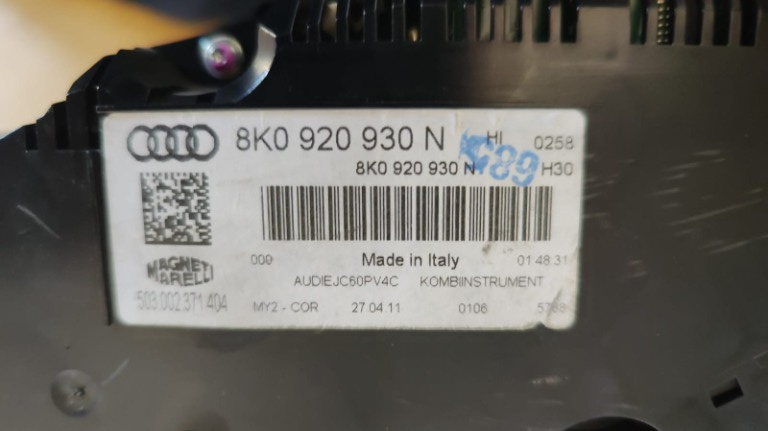 8K0 920 930 N HI 0258
8K0 920 930 N H30
C89
000 Made in Italy 01 48 31
AUDIEJC60PV4C KOMBIINSTRUMENT
MAGNETI
MARELLI
503.002.371.404
MY2 - COR 27.04.11 0106